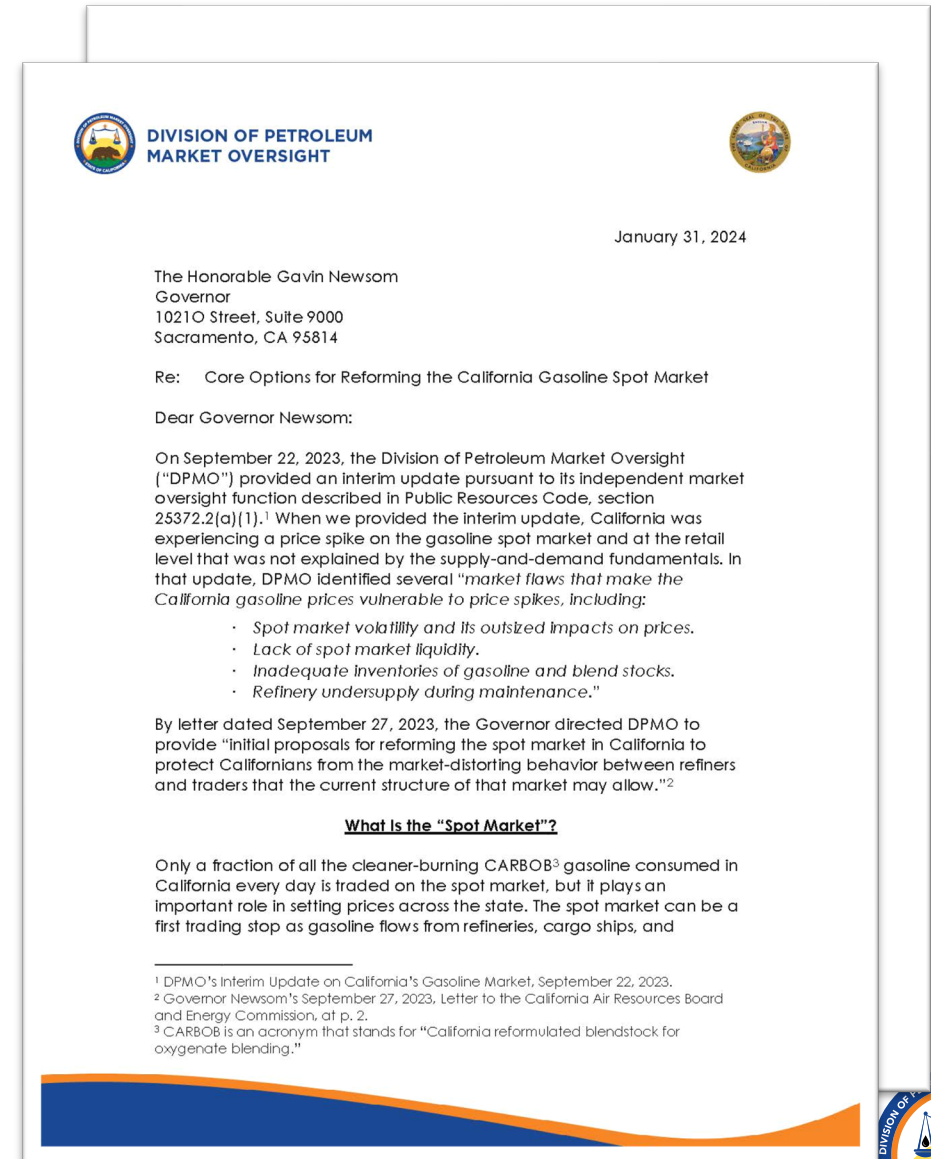 DIVISION OF PETROLEUM
MARKET OVERSIGHT
January 31, 2024
The Honorable Gavin Newsom
Governor
1021O Street, Suite 9000
Sacramento, CA 95814
Re: Core Options for Reforming the California Gasoline Spot Market
Dear Governor Newsom:
On September 22, 2023, the Division of Petroleum Market Oversight
("DPMO") provided an interim update pursuant to its independent market
oversight function described in Public Resources Code, section
25372.2(a)(1).¹ When we provided the interim update, California was
experiencing a price spike on the gasoline spot market and at the retail
level that was not explained by the supply-and-demand fundamentals. In
that update, DPMO identified several "market flaws that make the
California gasoline prices vulnerable to price spikes, including:
· Spot market volatility and its outsized impacts on prices.
· Lack of spot market liquidity.
· Inadequate inventories of gasoline and blend stocks.
· Refinery undersupply during maintenance."
By letter dated September 27, 2023, the Governor directed DPMO to
provide "initial proposals for reforming the spot market in California to
protect Californians from the market-distorting behavior between refiners
and traders that the current structure of that market may allow."²
What Is the "Spot Market"?
Only a fraction of all the cleaner-burning CARBOB³ gasoline consumed in
California every day is traded on the spot market, but it plays an
important role in setting prices across the state. The spot market can be a
first trading stop as gasoline flows from refineries, cargo ships, and
¹ DPMO's Interim Update on California's Gasoline Market, September 22, 2023.
² Governor Newsom's September 27, 2023, Letter to the California Air Resources Board
and Energy Commission, at p. 2.
³ CARBOB is an acronym that stands for "California reformulated blendstock for
oxygenate blending."
DIVISION OF